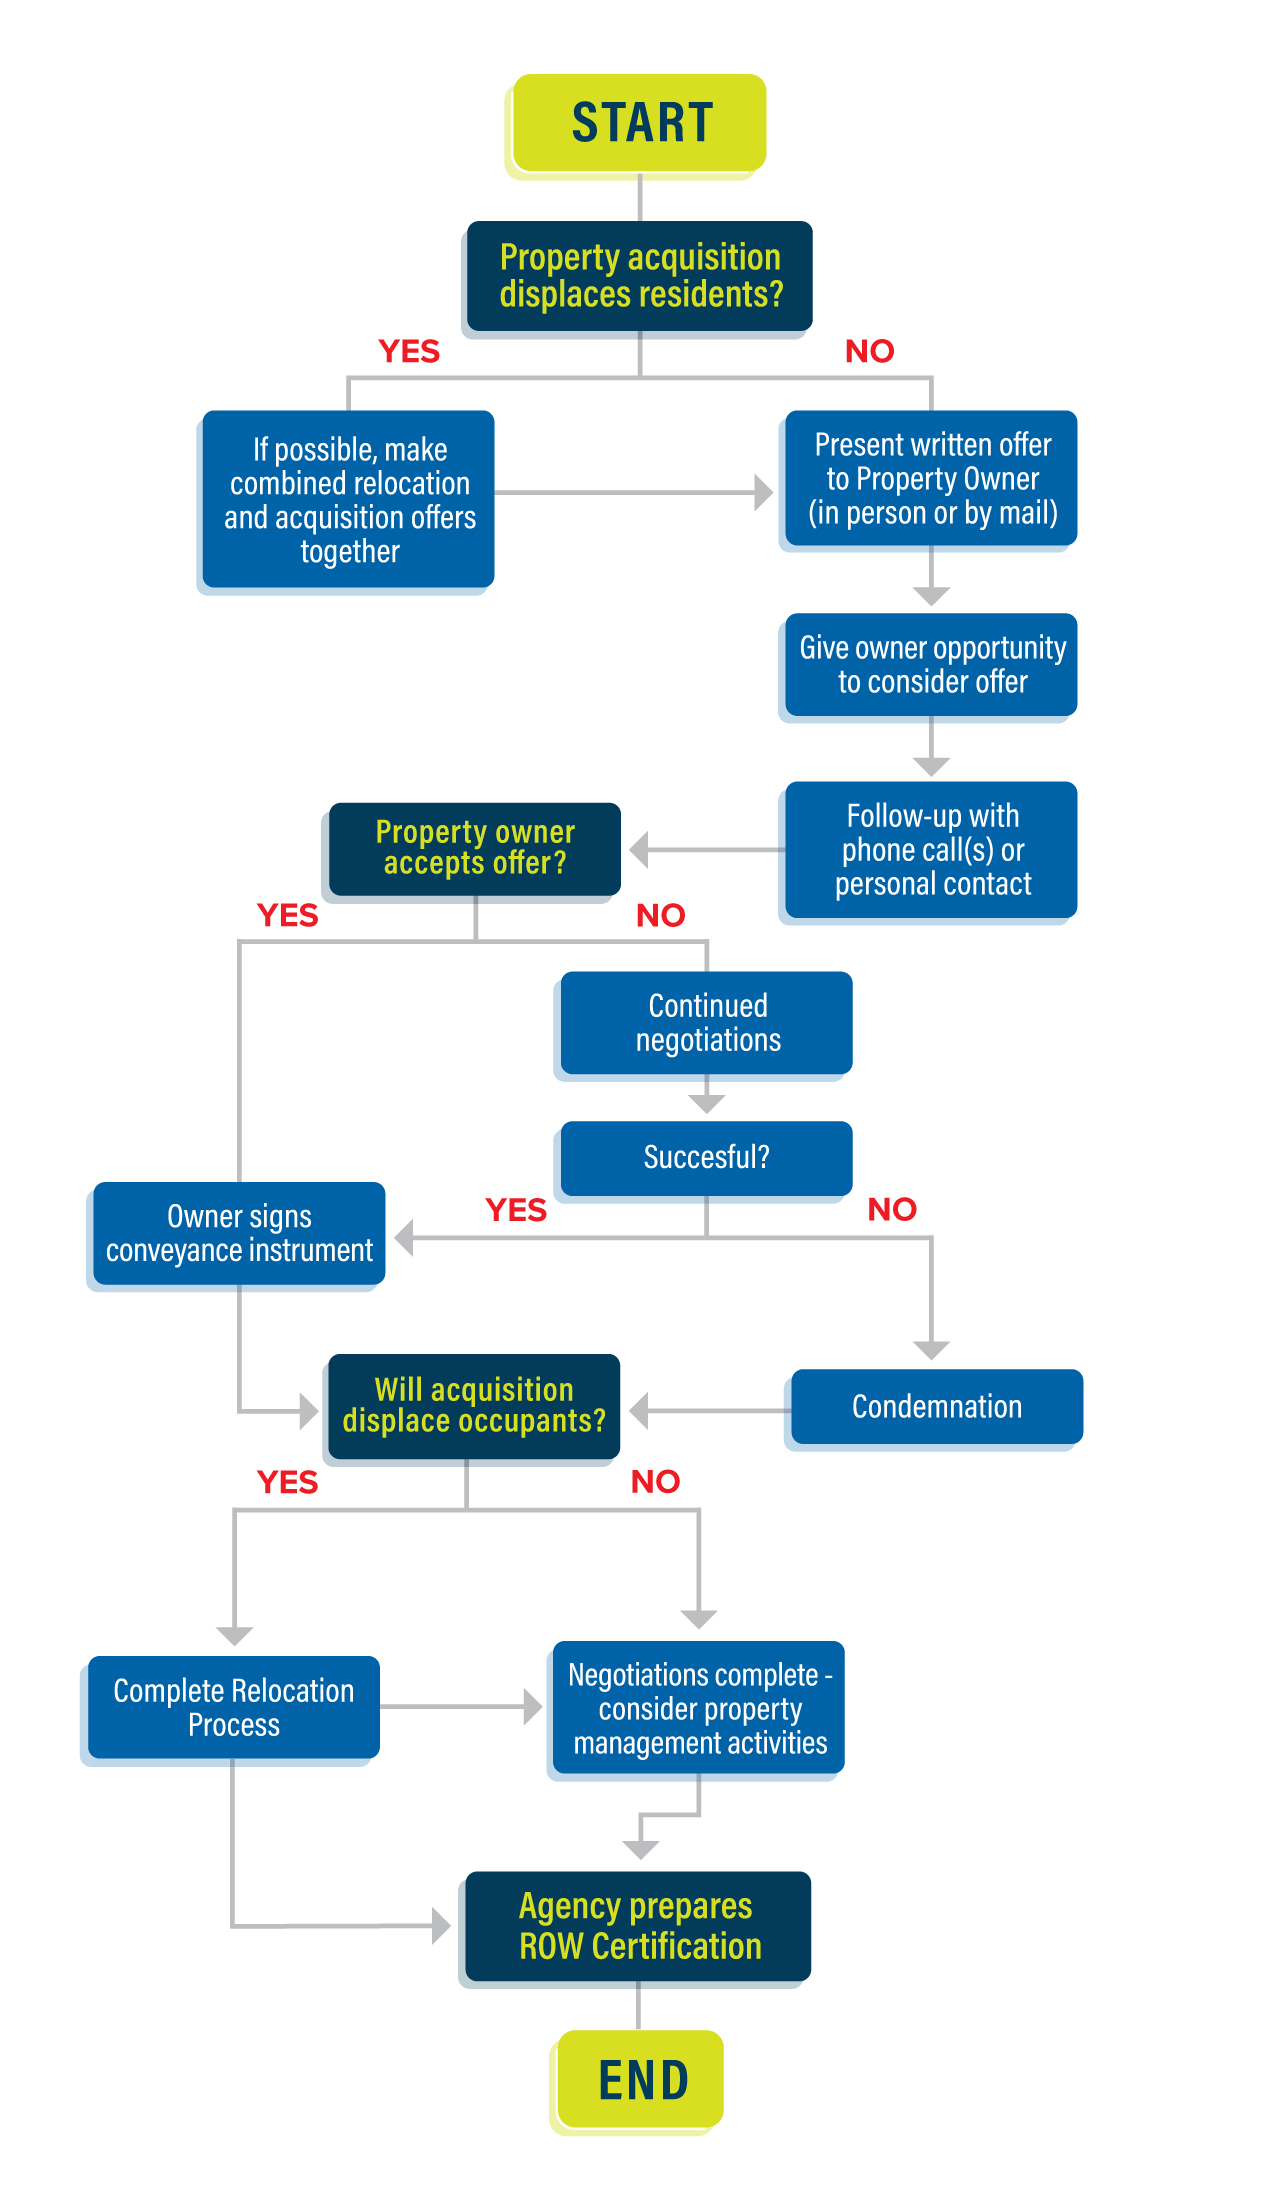 START
Property acquisition
displaces residents?
YES
NO
If possible, make
combined relocation
and acquisition offers
together
Present written offer
to Property Owner
(in person or by mail)
Give owner opportunity
to consider offer
Follow-up with
phone call(s) or
personal contact
Property owner
accepts offer?
YES
NO
Continued
negotiations
Succesful?
YES
NO
Owner signs
conveyance instrument
Condemnation
Will acquisition
displace occupants?
YES
NO
Complete Relocation
Process
Negotiations complete -
consider property
management activities
Agency prepares
ROW Certification
END